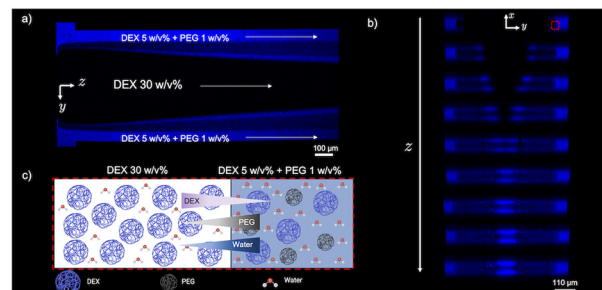 a)
DEX 5 w/v% + PEG 1 w/v%
z
y
DEX 30 w/v%
DEX 5 w/v% + PEG 1 w/v%
100 µm
b)
x
y
z
110 µm
c)
DEX 30 w/v%
DEX 5 w/v% + PEG 1 w/v%
DEX
PEG
Water
DEX
PEG
Water